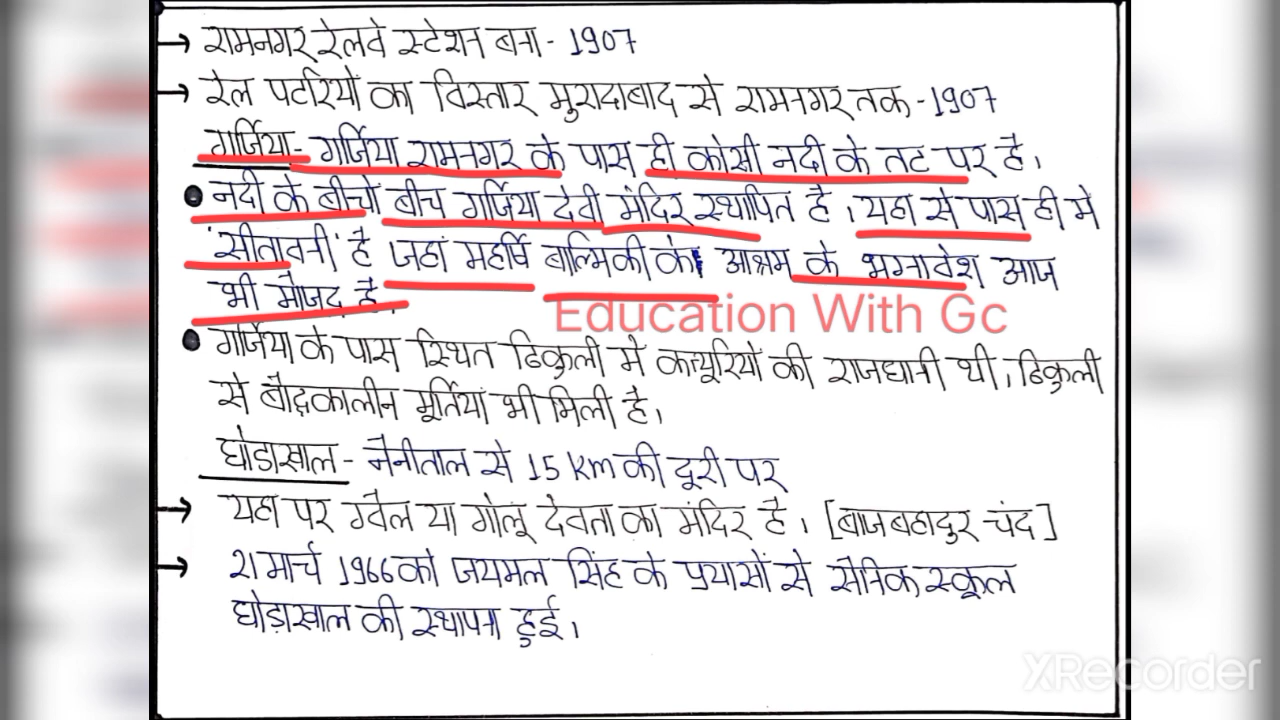 → रामनगर रेलवे स्टेशन बना - 1907
→ रेल पटरियों का विस्तार मुरादाबाद से रामनगर तक - 1907
गर्जिया - गर्जिया रामनगर के पास ही कोसी नदी के तट पर है।
• नदी के बीचो बीच गर्जिया देवी मंदिर स्थापित है। यहा से पास ही मे
'सीतावनी' है जहां महर्षि बाल्मिकी के आश्रम के भग्नावेश आज
भी मौजद है।
Education With Gc
• गर्जिया के पास स्थित ढिकुली मे कत्यूरियो की राजधानी थी, ढिकुली
से बौद्धकालीन मूर्तियां भी मिली है।
घोडाखाल - नैनीताल से 15 km की दूरी पर
→ यहा पर ग्वैल या गोलू देवता का मंदिर है। [बाजबहादुर चंद]
→ 21 मार्च 1966 को जयमल सिंह के प्रयासों से सैनिक स्कूल
घोड़ाखाल की स्थापना हुई।
XRecorder